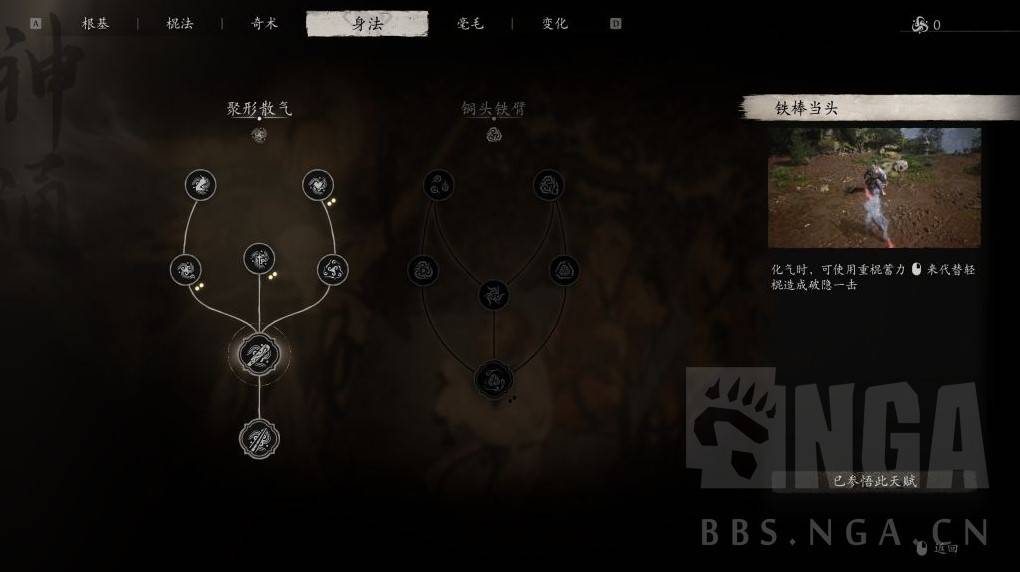 A
根基
棍法
奇术
身法
毫毛
变化
D
0
聚形散气
铜头铁臂
铁棒当头
化气时，可使用重棍蓄力 来代替轻
棍造成破隐一击
NGA
已参悟此天赋
BBS.NGA.CN
返回